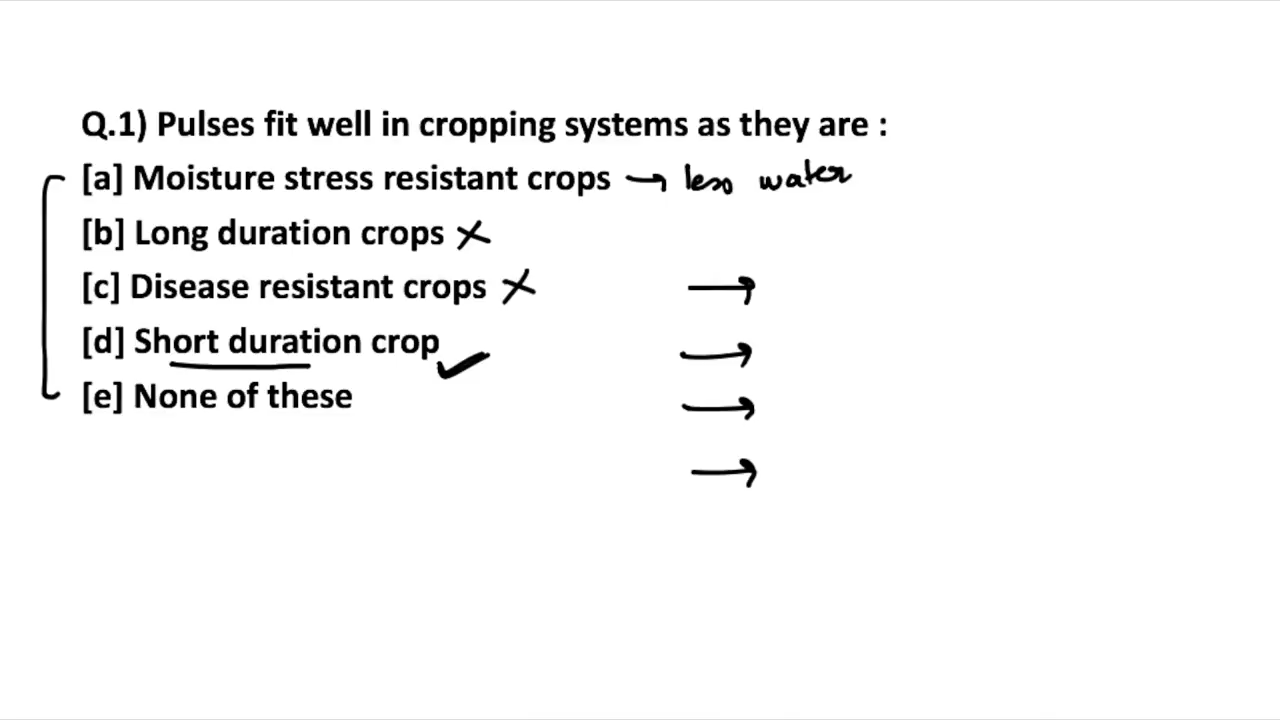 Q.1) Pulses fit well in cropping systems as they are :
[a] Moisture stress resistant crops → less water
[b] Long duration crops
[c] Disease resistant crops
[d] Short duration crop
[e] None of these